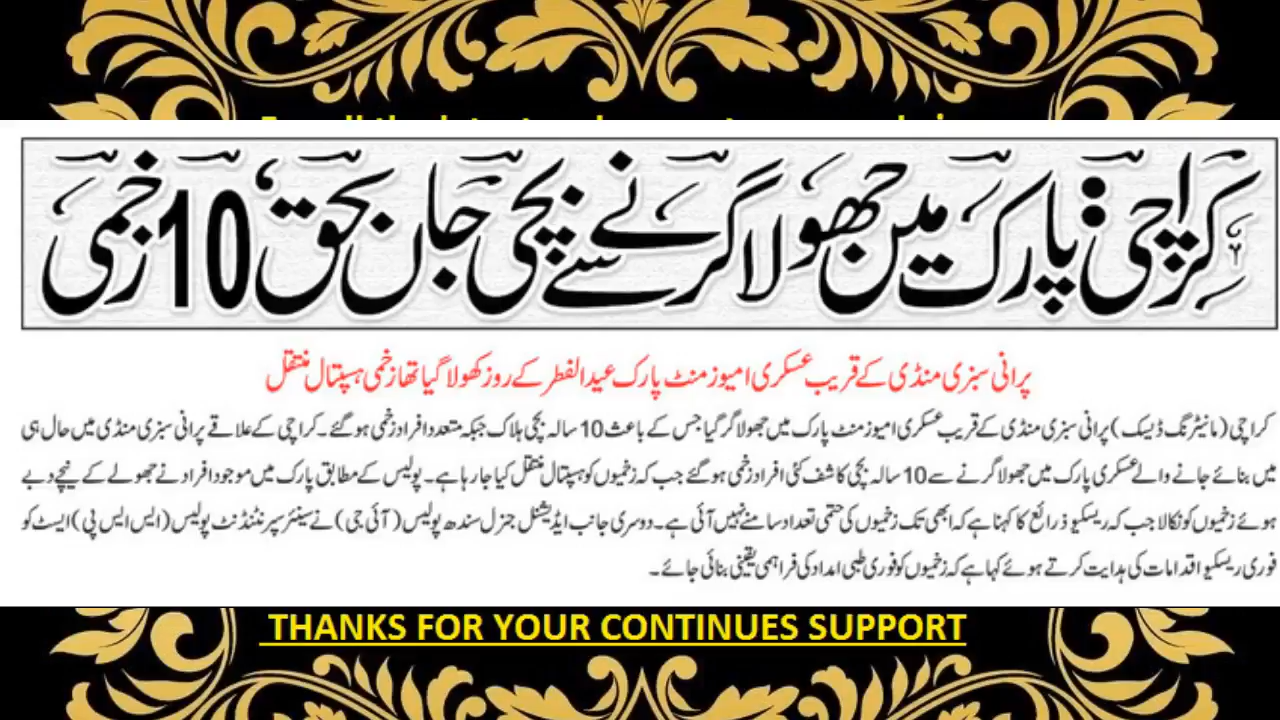 کراچی: پارک میں جھولا گرنے سے بچی جاں بحق، 10 زخمی
پرانی سبزی منڈی کے قریب عسکری امیوزمنٹ پارک عیدالفطر کے روز کھولا گیا تھا زخمی ہسپتال منتقل
کراچی (مانیٹرنگ ڈیسک) پرانی سبزی منڈی کے قریب عسکری امیوزمنٹ پارک میں جھولا گر گیا جس کے باعث 10 سالہ بچی ہلاک جبکہ متعدد افراد زخمی ہو گئے۔ کراچی کے علاقے پرانی سبزی منڈی میں حال ہی
میں بنائے جانے والے عسکری پارک میں جھولا گرنے سے 10 سالہ بچی کاشف کئی افراد زخمی ہو گئے جب کہ زخمیوں کو ہسپتال منتقل کیا جا رہا ہے۔ پولیس کے مطابق پارک میں موجود افراد نے جھولے کے نیچے دبے
ہوئے زخمیوں کو نکالا جب کہ ریسکیو ذرائع کا کہنا ہے کہ ابھی تک زخمیوں کی حتمی تعداد سامنے نہیں آئی ہے۔ دوسری جانب ایڈیشنل جنرل سندھ پولیس (آئی جی) نے سینئر سپرنٹنڈنٹ پولیس (ایس ایس پی) ایسٹ کو
فوری ریسکیو اقدامات کی ہدایت کرتے ہوئے کہا ہے کہ زخمیوں کو فوری طبی امداد کی فراہمی یقینی بنائی جائے۔
THANKS FOR YOUR CONTINUES SUPPORT